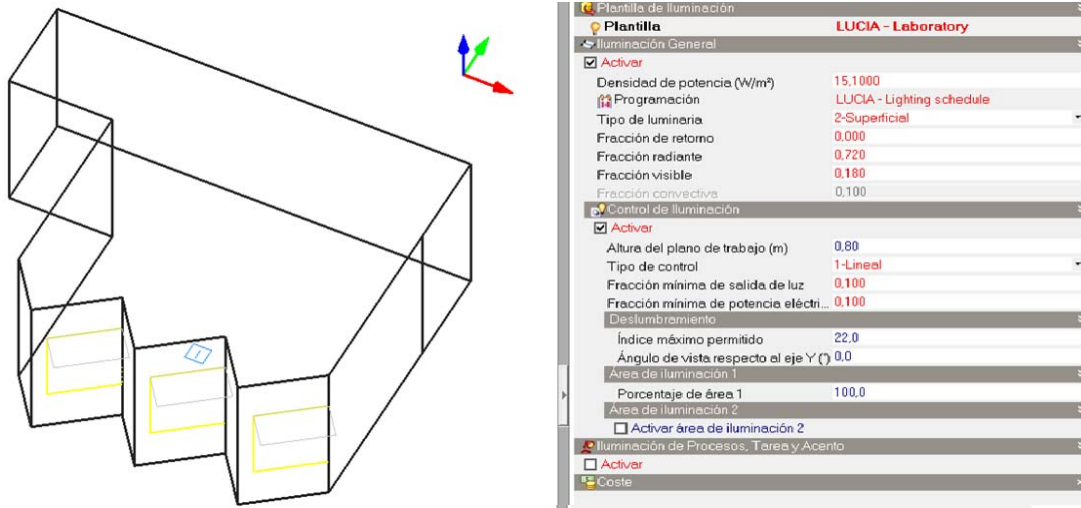 Plantilla de Iluminación
Plantilla LUCIA - Laboratory
Iluminación General
Activar
Densidad de potencia (W/m²) 15,1000
Programación LUCIA - Lighting schedule
Tipo de luminaria 2-Superficial
Fracción de retorno 0,000
Fracción radiante 0,720
Fracción visible 0,180
Fracción convectiva 0,100
Control de Iluminación
Activar
Altura del plano de trabajo (m) 0,80
Tipo de control 1-Lineal
Fracción mínima de salida de luz 0,100
Fracción mínima de potencia eléctri... 0,100
Deslumbramiento
Índice máximo permitido 22,0
Ángulo de vista respecto al eje Y (°) 0,0
Área de iluminación 1
Porcentaje de área 1 100,0
Área de iluminación 2
Activar área de iluminación 2
Iluminación de Procesos, Tarea y Acento
Activar
Coste